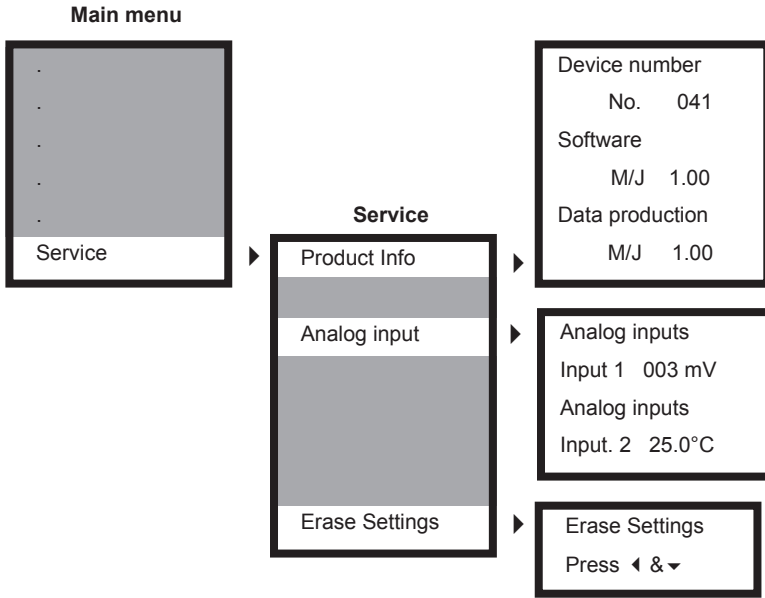 Main menu
.
.
.
.
.
Service
Service
Product Info
Analog input
Erase Settings
Device number
No. 041
Software
M/J 1.00
Data production
M/J 1.00
Analog inputs
Input 1 003 mV
Analog inputs
Input. 2 25.0°C
Erase Settings
Press ◂ & ▾